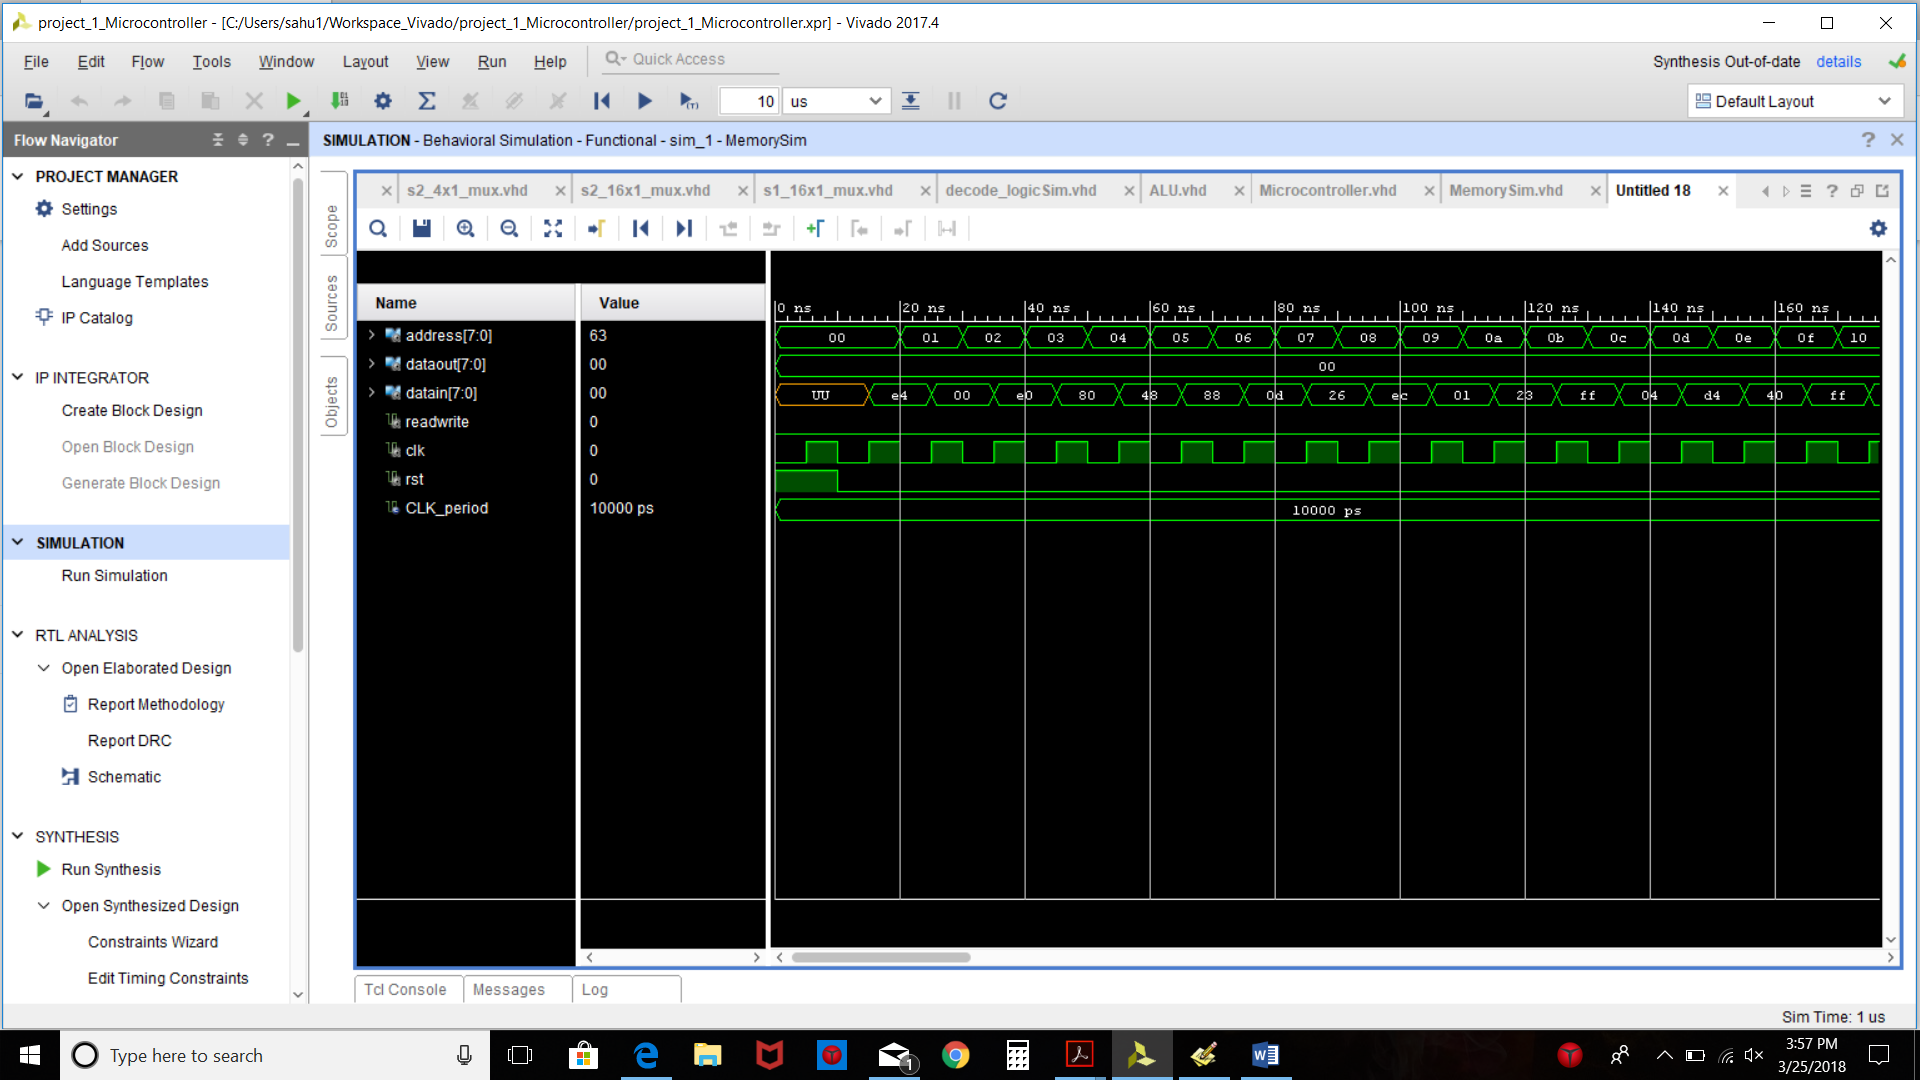 project_1_Microcontroller - [C:/Users/sahu1/Workspace_Vivado/project_1_Microcontroller/project_1_Microcontroller.xpr] - Vivado 2017.4
File Edit Flow Tools Window Layout View Run Help Quick Access
Synthesis Out-of-date details
10 us
Default Layout
Flow Navigator
SIMULATION - Behavioral Simulation - Functional - sim_1 - MemorySim
PROJECT MANAGER
Settings
Add Sources
Language Templates
IP Catalog
IP INTEGRATOR
Create Block Design
Open Block Design
Generate Block Design
SIMULATION
Run Simulation
RTL ANALYSIS
Open Elaborated Design
Report Methodology
Report DRC
Schematic
SYNTHESIS
Run Synthesis
Open Synthesized Design
Constraints Wizard
Edit Timing Constraints
Scope
Sources
Objects
s2_4x1_mux.vhd s2_16x1_mux.vhd s1_16x1_mux.vhd decode_logicSim.vhd ALU.vhd Microcontroller.vhd MemorySim.vhd Untitled 18
Name Value
0 ns 20 ns 40 ns 60 ns 80 ns 100 ns 120 ns 140 ns 160 ns
address[7:0] 63 00 01 02 03 04 05 06 07 08 09 0a 0b 0c 0d 0e 0f 10
dataout[7:0] 00 00
datain[7:0] 00 UU e4 00 e0 80 48 88 0d 26 ec 01 23 ff 04 d4 40 ff
readwrite 0
clk 0
rst 0
CLK_period 10000 ps 10000 ps
Tcl Console Messages Log
Sim Time: 1 us
Type here to search
1
3:57 PM
3/25/2018